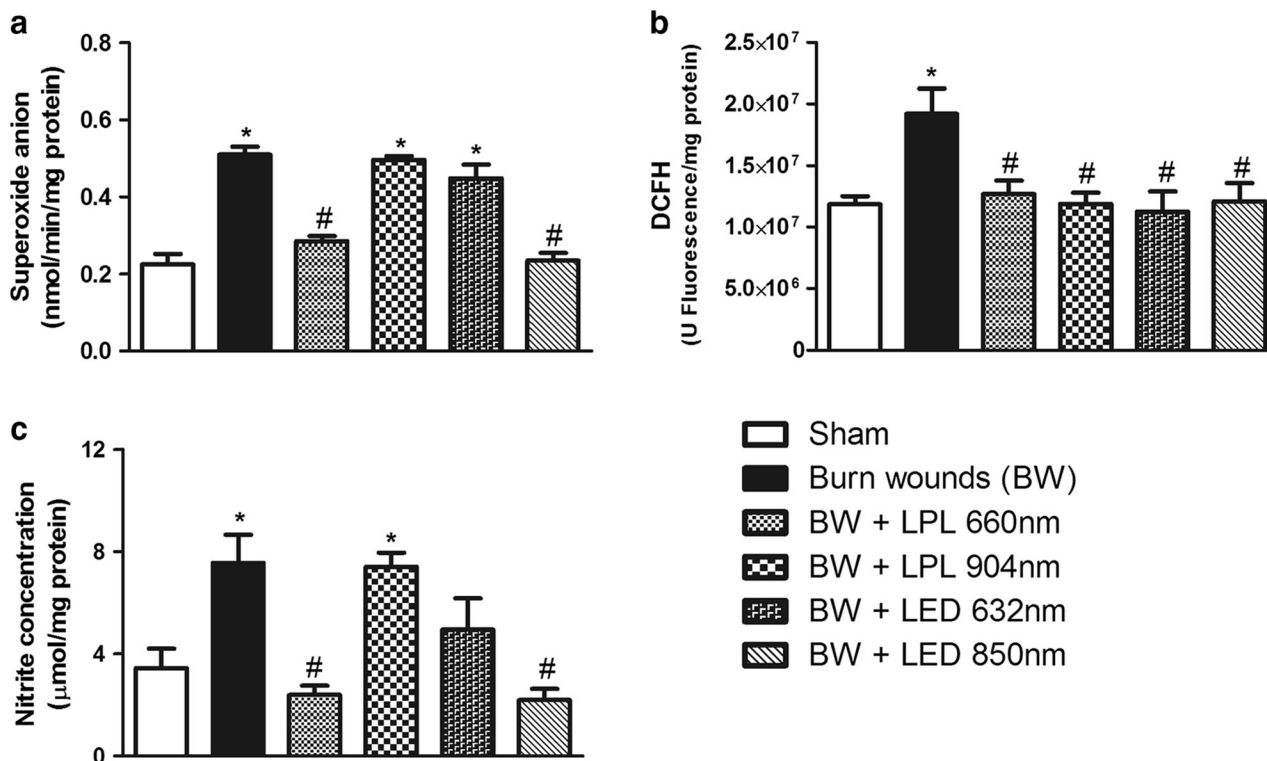 a
Superoxide anion
(nmol/min/mg protein)
0.8
0.6
0.4
0.2
0.0
*
#
*
*
#
b
DCFH
(U Fluorescence/mg protein)
2.5×10⁷
2.0×10⁷
1.5×10⁷
1.0×10⁷
5.0×10⁶
0
*
#
#
#
#
c
Nitrite concentration
(μmol/mg protein)
12
8
4
0
*
#
*
#
Sham
Burn wounds (BW)
BW + LPL 660nm
BW + LPL 904nm
BW + LED 632nm
BW + LED 850nm